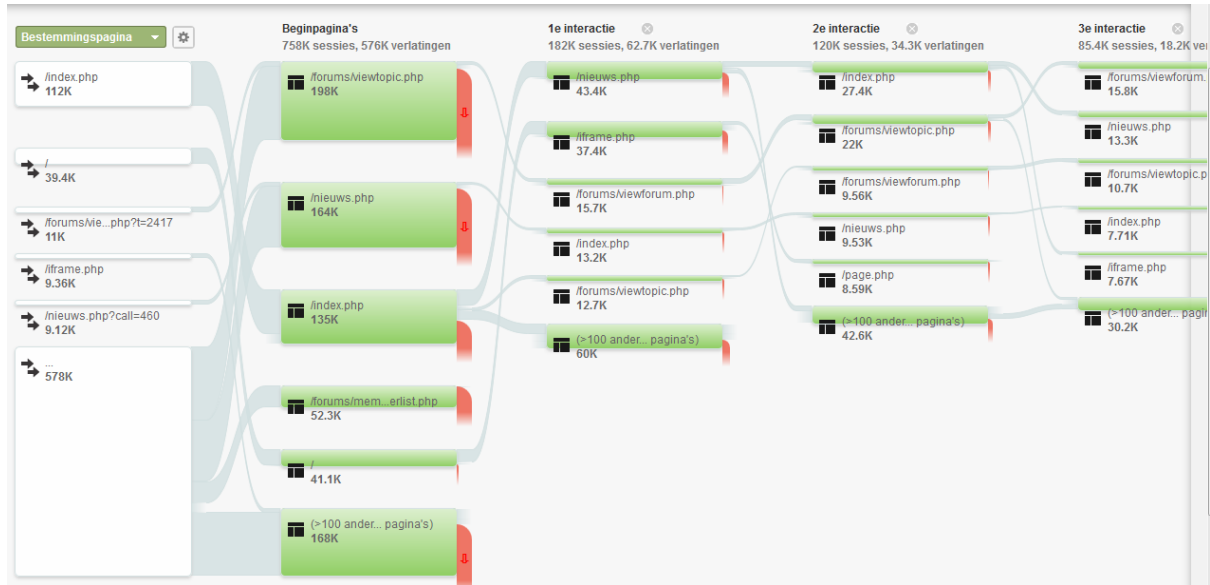 Bestemmingspagina
/index.php
112K
/
39.4K
/forums/vie...php?t=2417
11K
/iframe.php
9.36K
/nieuws.php?call=460
9.12K
...
578K
Beginpagina's
758K sessies, 576K verlatingen
/forums/viewtopic.php
198K
/nieuws.php
164K
/index.php
135K
/forums/mem...erlist.php
52.3K
/
41.1K
(>100 ander... pagina's)
168K
1e interactie
182K sessies, 62.7K verlatingen
/nieuws.php
43.4K
/iframe.php
37.4K
/forums/viewforum.php
15.7K
/index.php
13.2K
/forums/viewtopic.php
12.7K
(>100 ander... pagina's)
60K
2e interactie
120K sessies, 34.3K verlatingen
/index.php
27.4K
/forums/viewtopic.php
22K
/forums/viewforum.php
9.56K
/nieuws.php
9.53K
/page.php
8.59K
(>100 ander... pagina's)
42.6K
3e interactie
85.4K sessies, 18.2K ver
/forums/viewforum.
15.8K
/nieuws.php
13.3K
/forums/viewtopic.p
10.7K
/index.php
7.71K
/iframe.php
7.67K
(>100 ander... pagin
30.2K